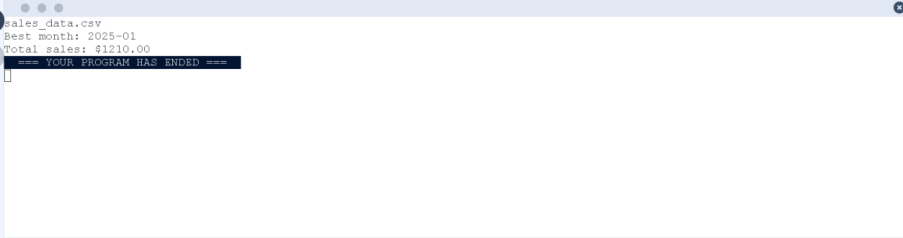 sales_data.csv
Best month: 2025-01
Total sales: $1210.00
=== YOUR PROGRAM HAS ENDED ===